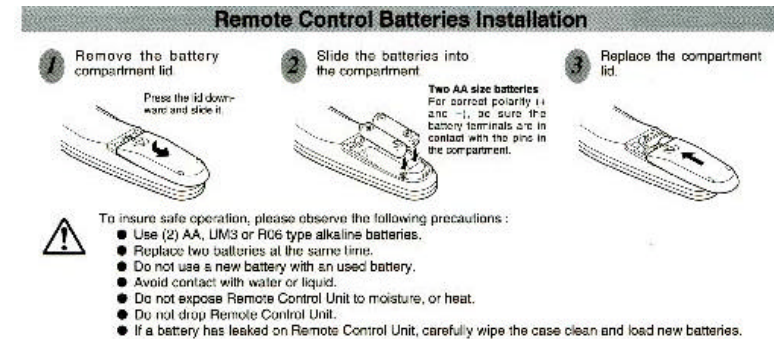 Remote Control Batteries Installation
1 Remove the battery
compartment lid.
Press the lid down-
ward and slide it.
2 Slide the batteries into
the compartment.
Two AA size batteries
For correct polarity (+
and –), be sure the
battery terminals are in
contact with the pins in
the compartment.
3 Replace the compartment
lid.
To insure safe operation, please observe the following precautions :
● Use (2) AA, UM3 or R06 type alkaline batteries.
● Replace two batteries at the same time.
● Do not use a new battery with an used battery.
● Avoid contact with water or liquid.
● Do not expose Remote Control Unit to moisture, or heat.
● Do not drop Remote Control Unit.
● If a battery has leaked on Remote Control Unit, carefully wipe the case clean and load new batteries.